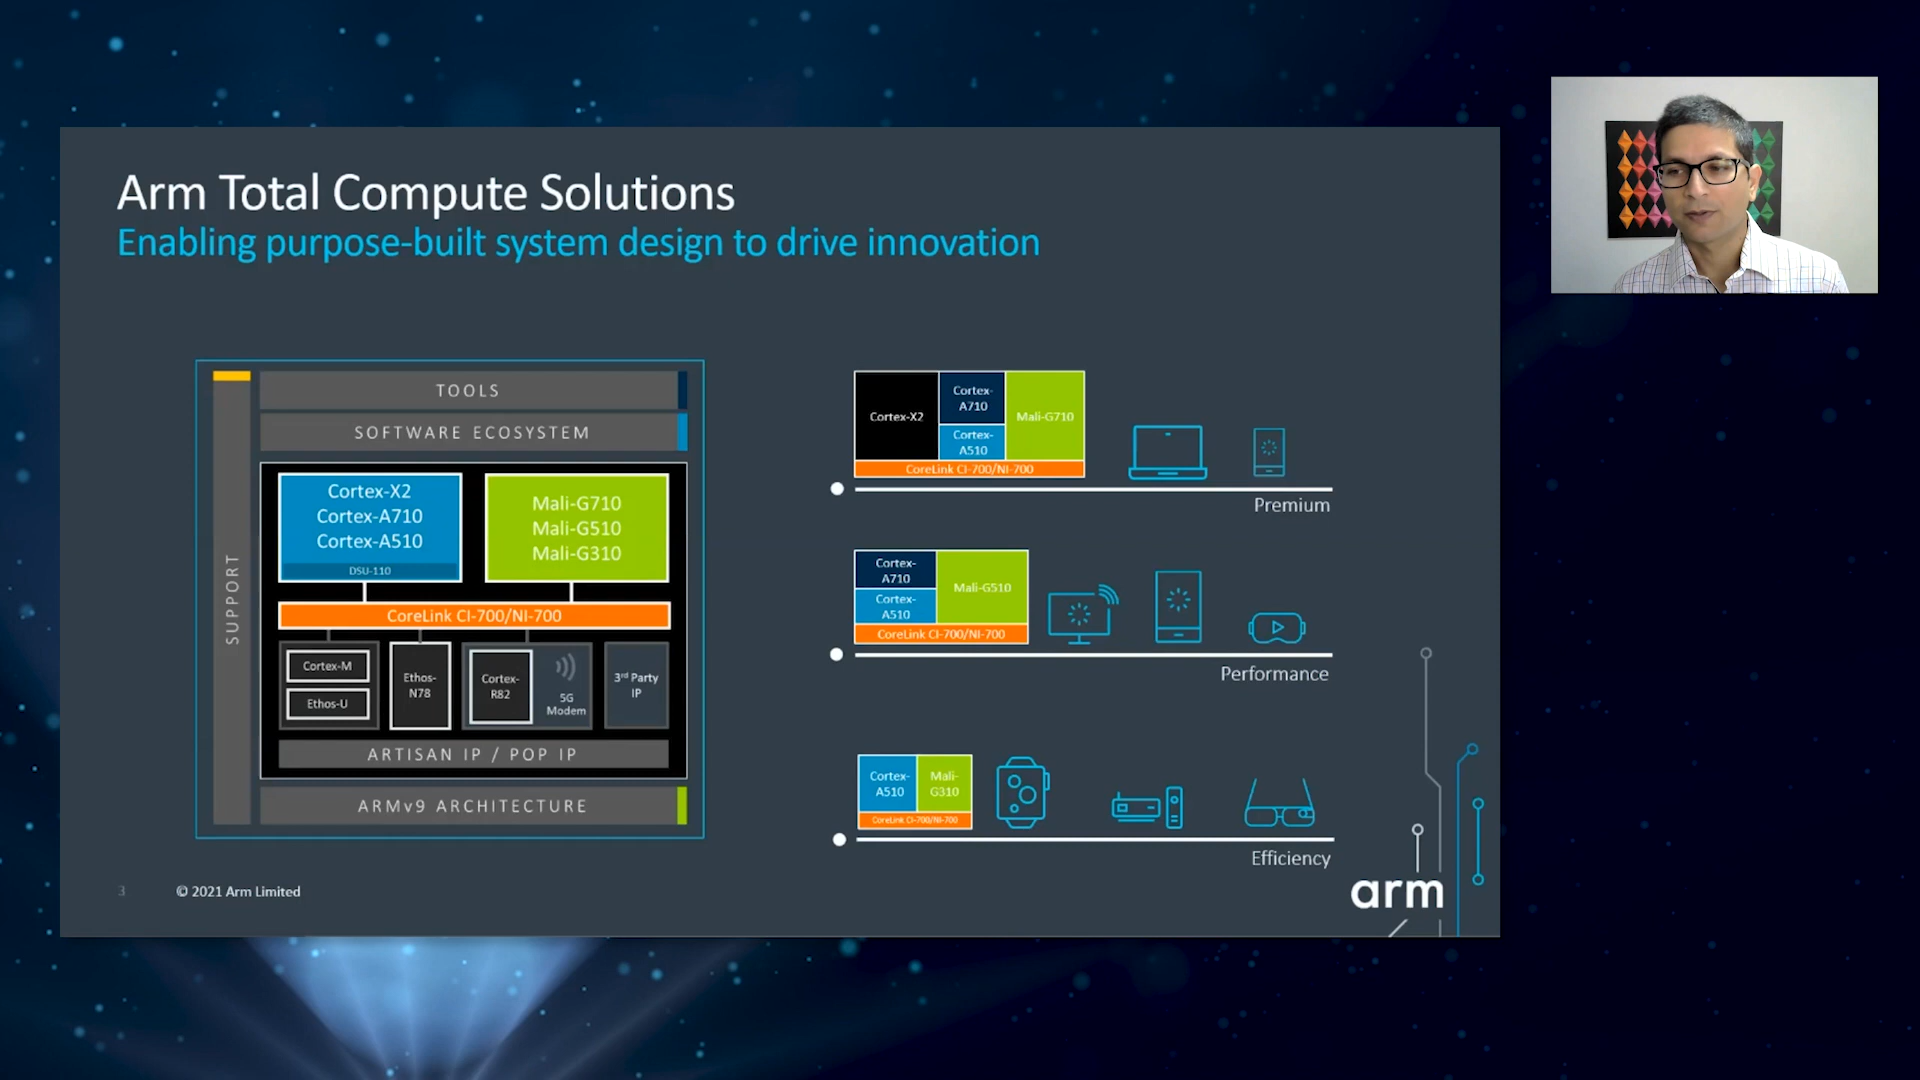 Arm Total Compute Solutions
Enabling purpose-built system design to drive innovation
SUPPORT
TOOLS
SOFTWARE ECOSYSTEM
Cortex-X2
Cortex-A710
Cortex-A510
DSU-110
Mali-G710
Mali-G510
Mali-G310
CoreLink CI-700/NI-700
Cortex-M
Ethos-U
Ethos-
N78
Cortex-
R82
5G
Modem
3rd Party
IP
ARTISAN IP / POP IP
ARMv9 ARCHITECTURE
Cortex-X2
Cortex-
A710
Cortex-
A510
Mali-G710
CoreLink CI-700/NI-700
Premium
Cortex-
A710
Cortex-
A510
Mali-G510
CoreLink CI-700/NI-700
Performance
Cortex-
A510
Mali-
G310
CoreLink CI-700/NI-700
Efficiency
3
© 2021 Arm Limited
arm